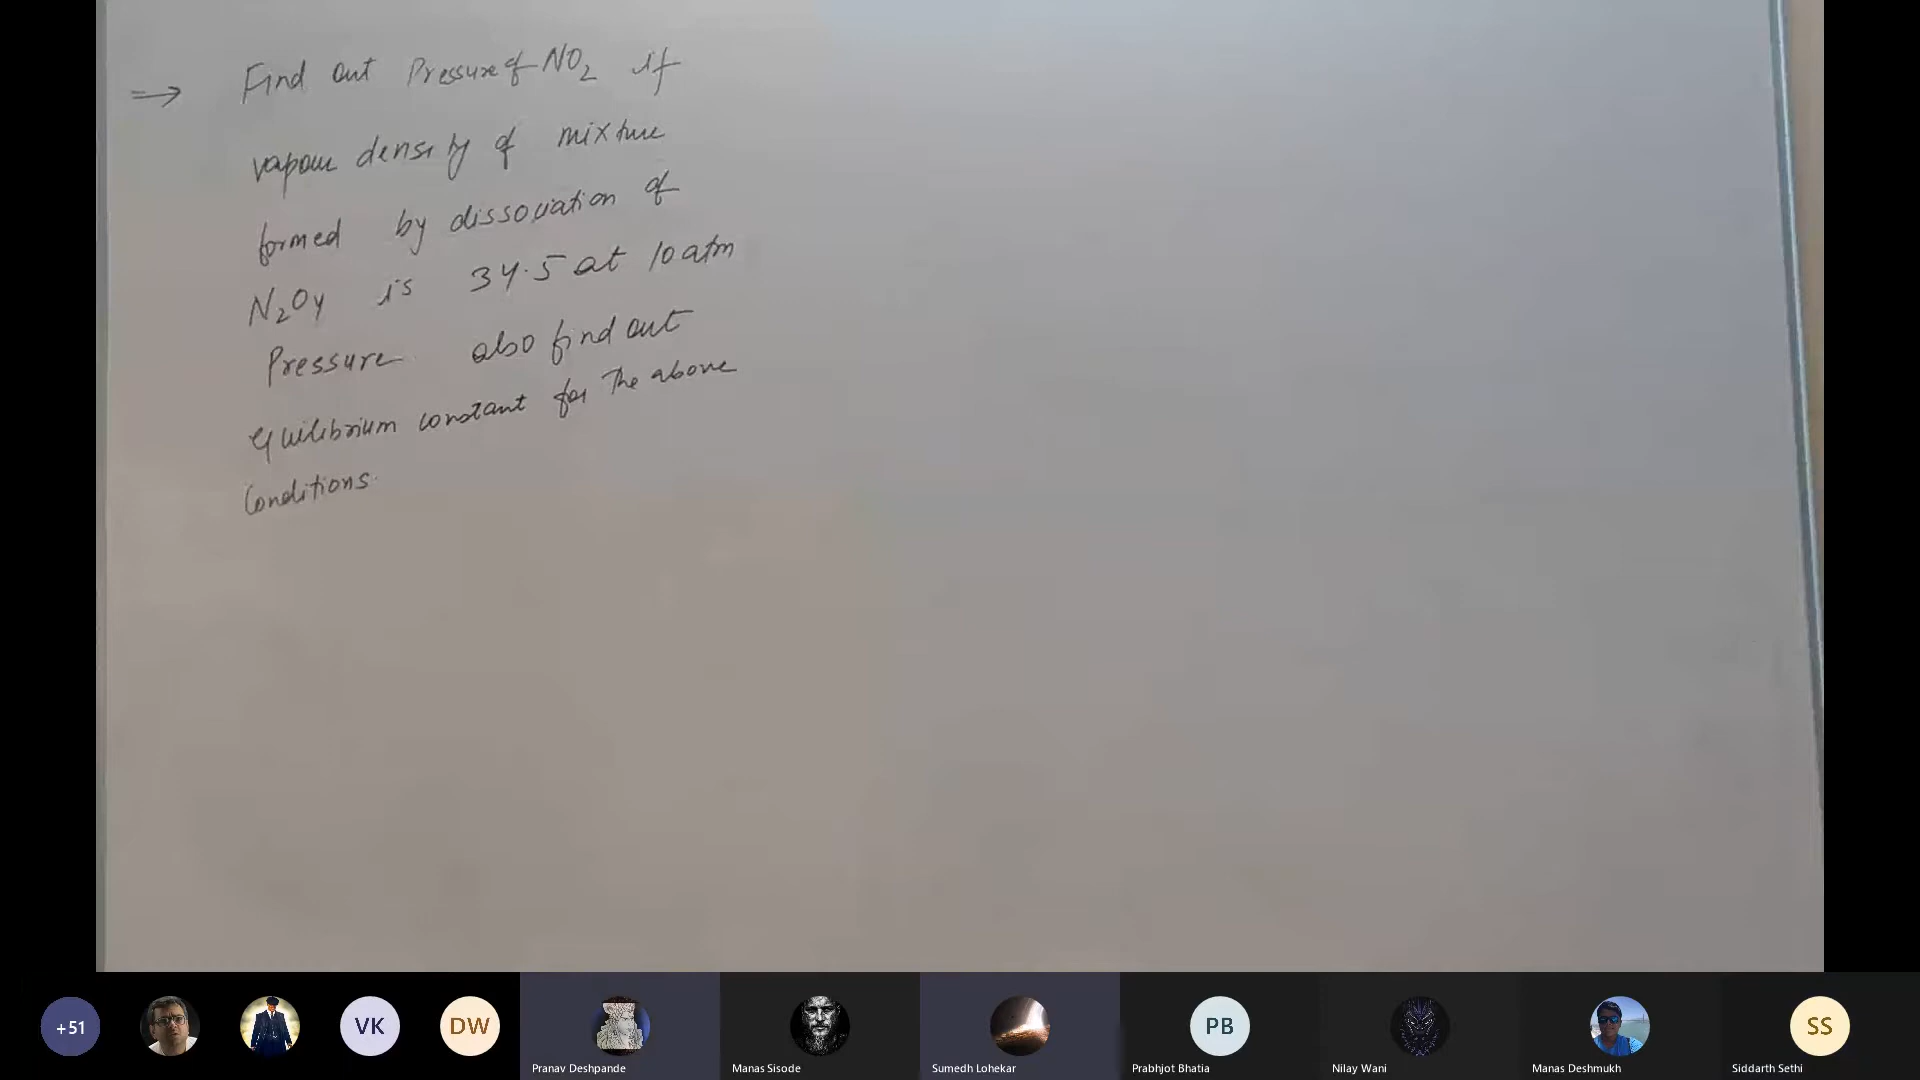 ⇒ Find out Pressure of NO₂ if
vapour density of mixture
formed by dissociation of
N₂O₄ is 34.5 at 10 atm
Pressure also find out
equilibrium constant for the above
Conditions.
+51
VK
DW
PB
SS
Pranav Deshpande
Manas Sisode
Sumedh Lohekar
Prabhjot Bhatia
Nilay Wani
Manas Deshmukh
Siddarth Sethi